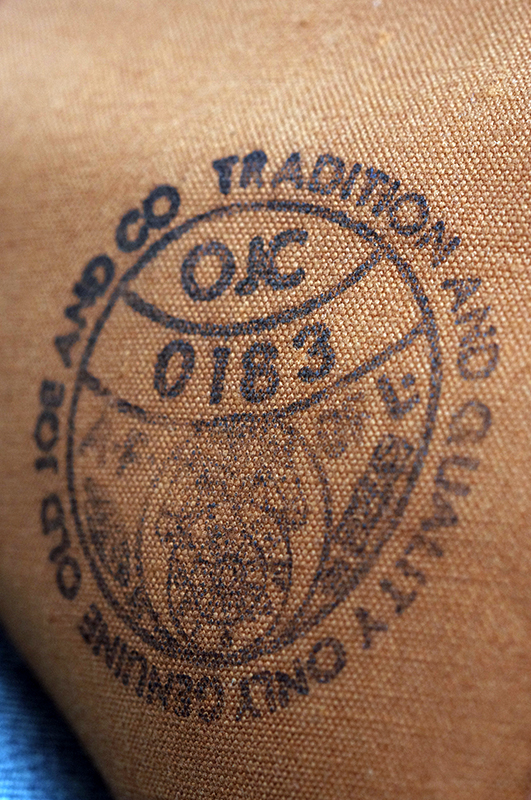 OLD JOE AND CO TRADITION AND QUALITY ONLY GENUINE
OJC
0183